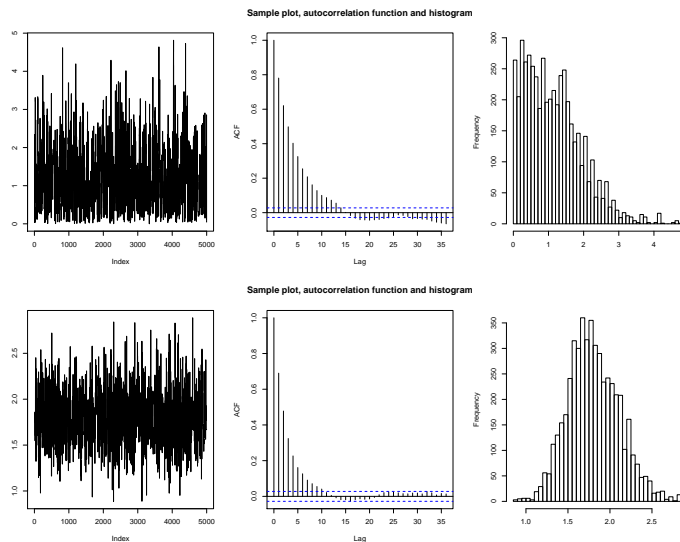 Sample plot, autocorrelation function and histogram
5
4
3
2
1
0
0 1000 2000 3000 4000 5000
Index
ACF
1.0
0.8
0.6
0.4
0.2
0.0
0 5 10 15 20 25 30 35
Lag
Frequency
300
250
200
150
100
50
0
0 1 2 3 4
Sample plot, autocorrelation function and histogram
2.5
2.0
1.5
1.0
0 1000 2000 3000 4000 5000
Index
ACF
1.0
0.8
0.6
0.4
0.2
0.0
0 5 10 15 20 25 30 35
Lag
Frequency
350
300
250
200
150
100
50
0
1.0 1.5 2.0 2.5